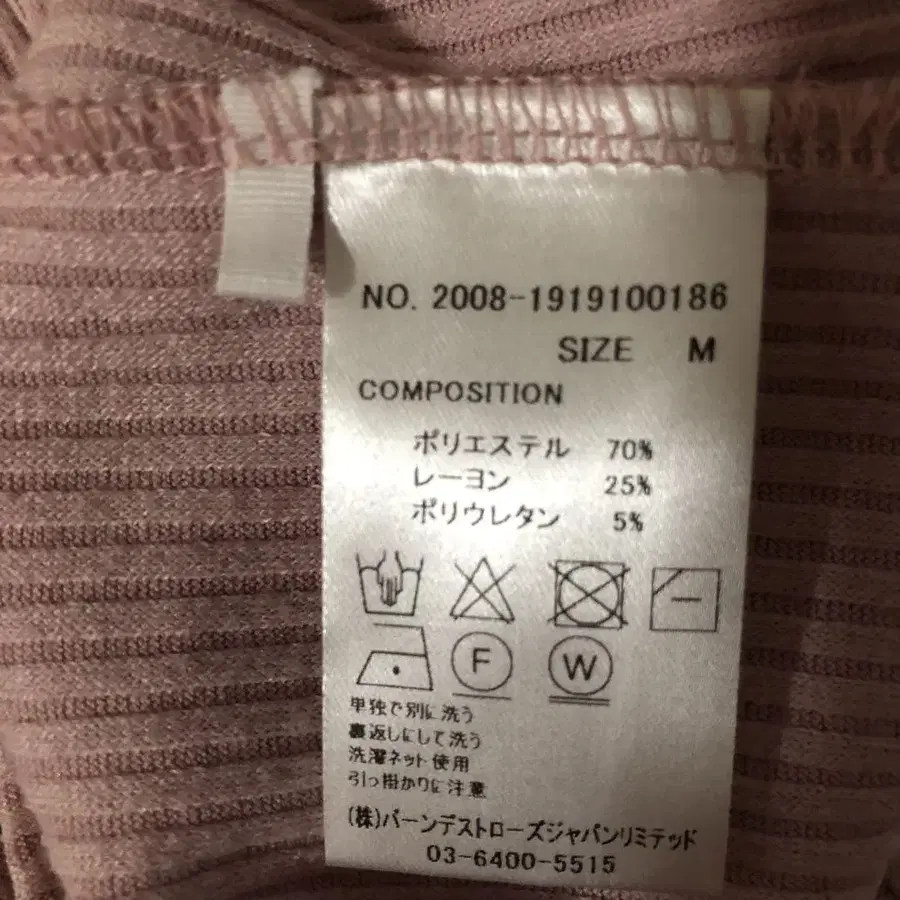 NO. 2008-1919100186
SIZE M
COMPOSITION
ポリエステル 70%
レーヨン 25%
ポリウレタン 5%
F W
単独で別に洗う
裏返しにして洗う
洗濯ネット使用
引っ掛かりに注意
(株)バーンデストローズジャパンリミテッド
03-6400-5515